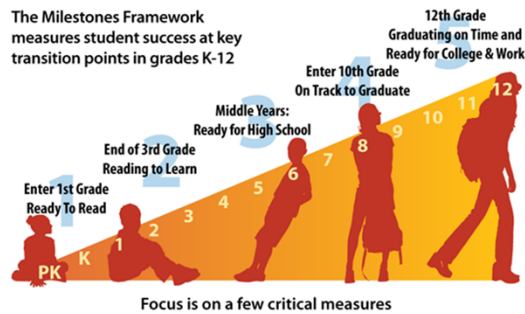 The Milestones Framework
measures student success at key
transition points in grades K-12
1
Enter 1st Grade
Ready To Read
2
End of 3rd Grade
Reading to Learn
3
Middle Years:
Ready for High School
4
Enter 10th Grade
On Track to Graduate
5
12th Grade
Graduating on Time and
Ready for College & Work
PK
K
1
2
3
4
5
6
7
8
9
10
11
12
Focus is on a few critical measures